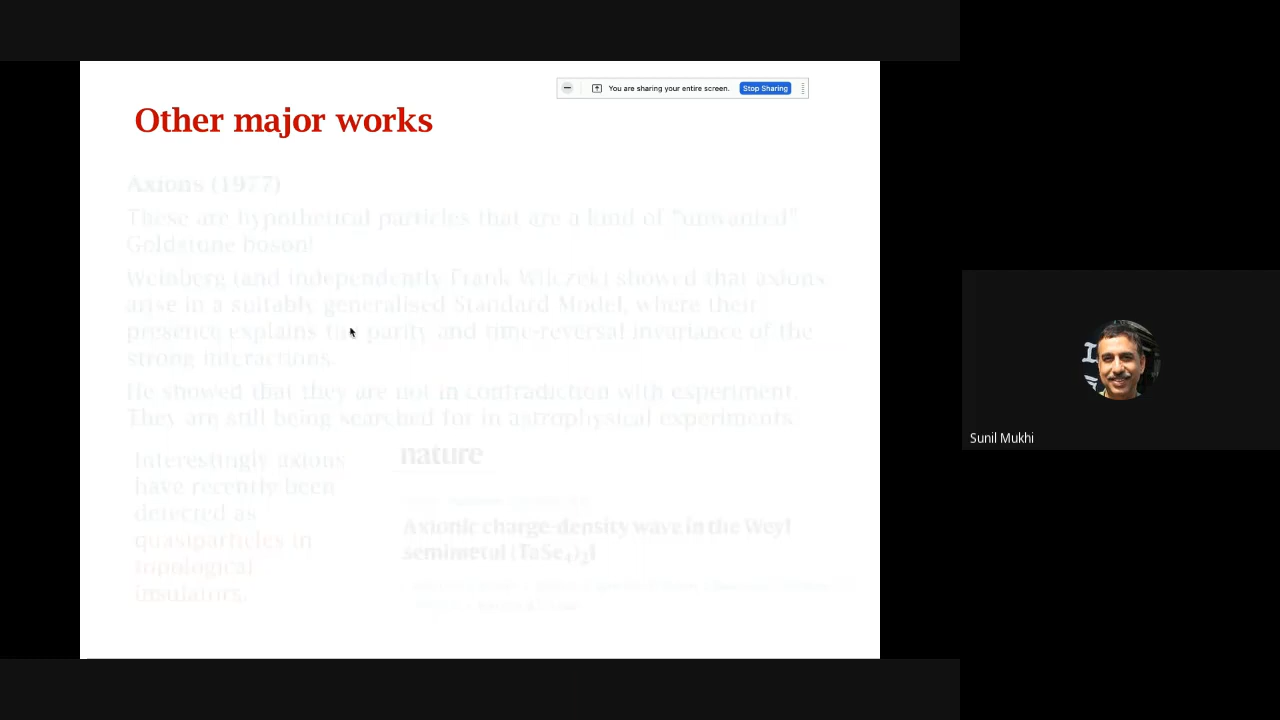 You are sharing your entire screen.
Stop Sharing
Other major works
Axions (1977)
These are hypothetical particles that are a kind of "unwanted"
Goldstone boson!
Weinberg (and independently Frank Wilczek) showed that axions
arise in a suitably generalised Standard Model, where their
presence explains the parity and time-reversal invariance of the
strong interactions.
He showed that they are not in contradiction with experiment.
They are still being searched for in astrophysical experiments.
Interestingly axions
have recently been
detected as
quasiparticles in
topological
insulators.
nature
Axionic charge-density wave in the Weyl
semimetal (TaSe4)2I
Sunil Mukhi